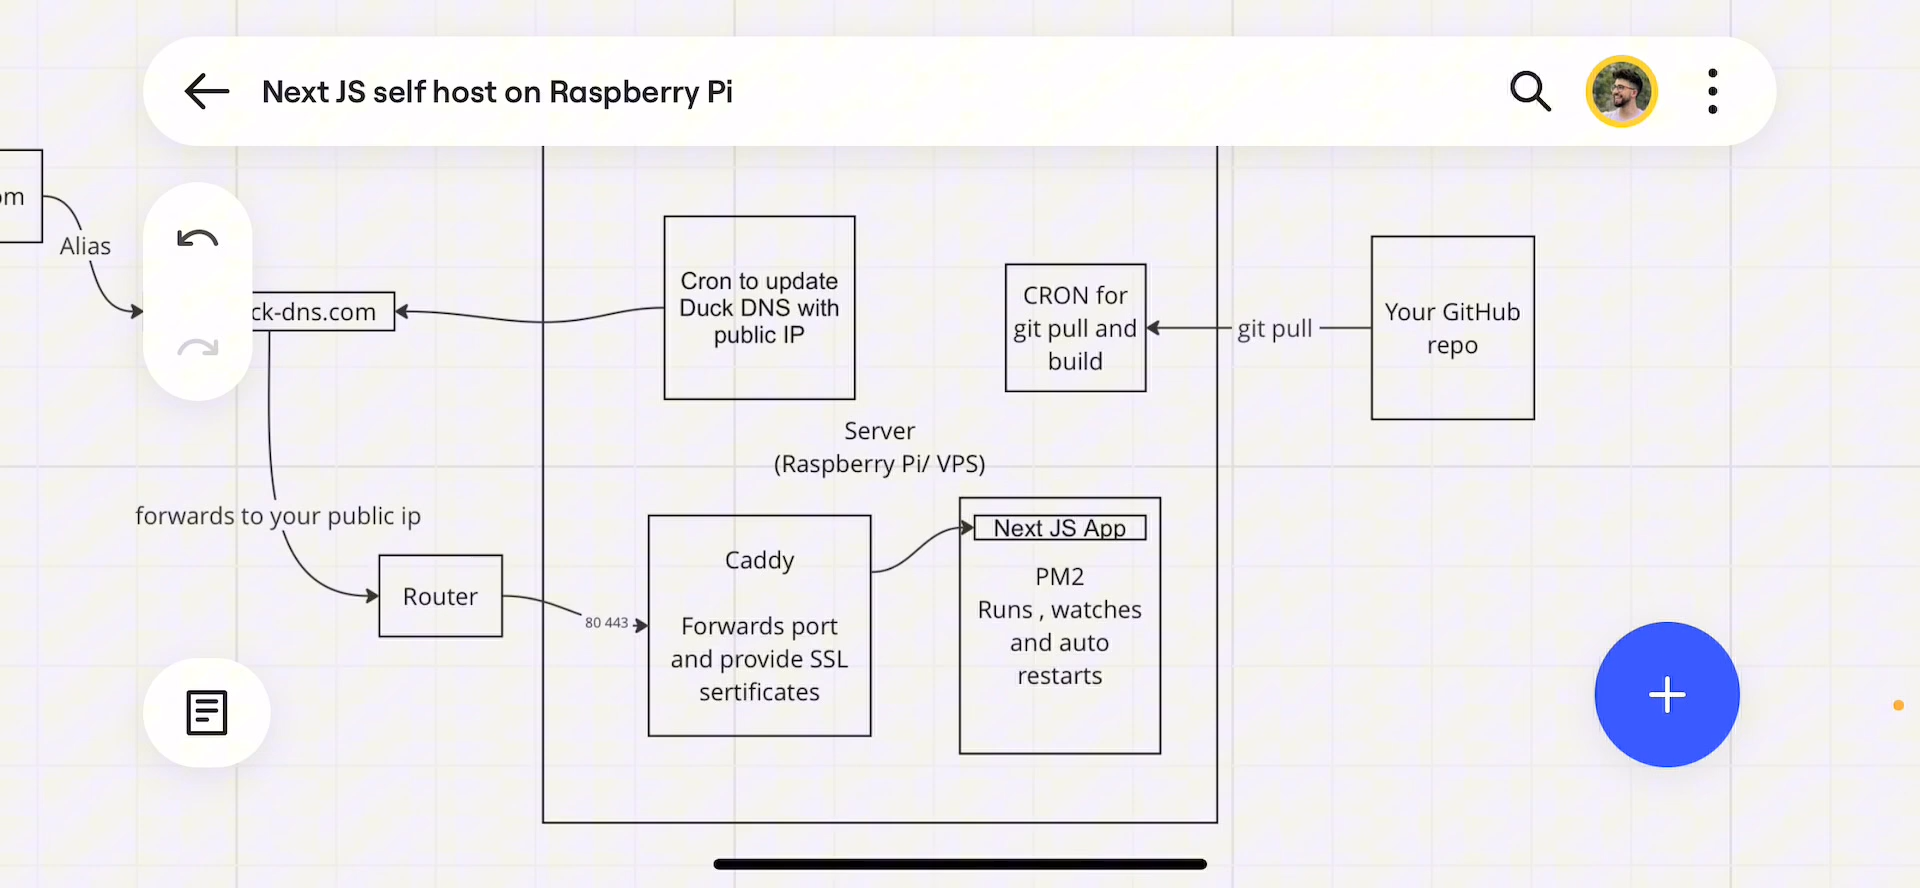 Next JS self host on Raspberry Pi
om
Alias
ck-dns.com
Cron to update
Duck DNS with
public IP
CRON for
git pull and
build
git pull
Your GitHub
repo
Server
(Raspberry Pi/ VPS)
forwards to your public ip
Router
80 443
Caddy
Forwards port
and provide SSL
sertificates
Next JS App
PM2
Runs , watches
and auto
restarts